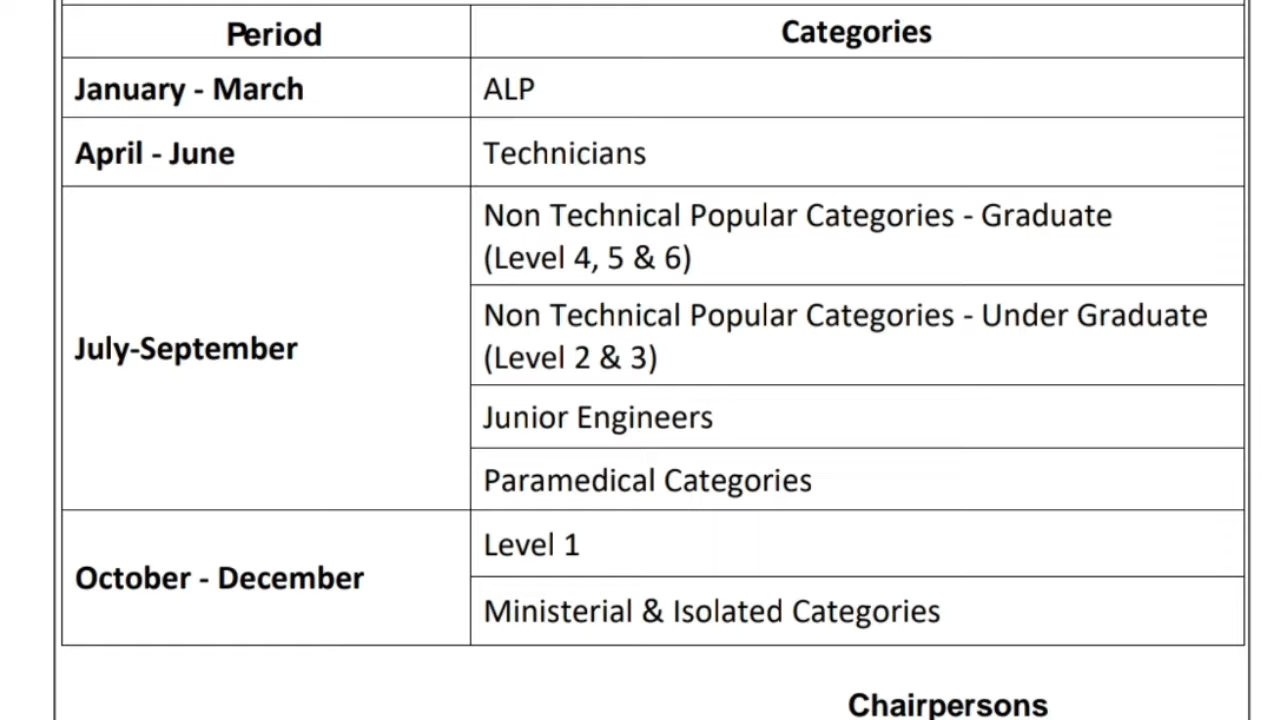 Period Categories
January - March ALP
April - June Technicians
Non Technical Popular Categories - Graduate
(Level 4, 5 & 6)
Non Technical Popular Categories - Under Graduate
(Level 2 & 3)
July-September
Junior Engineers
Paramedical Categories
Level 1
October - December
Ministerial & Isolated Categories
Chairpersons